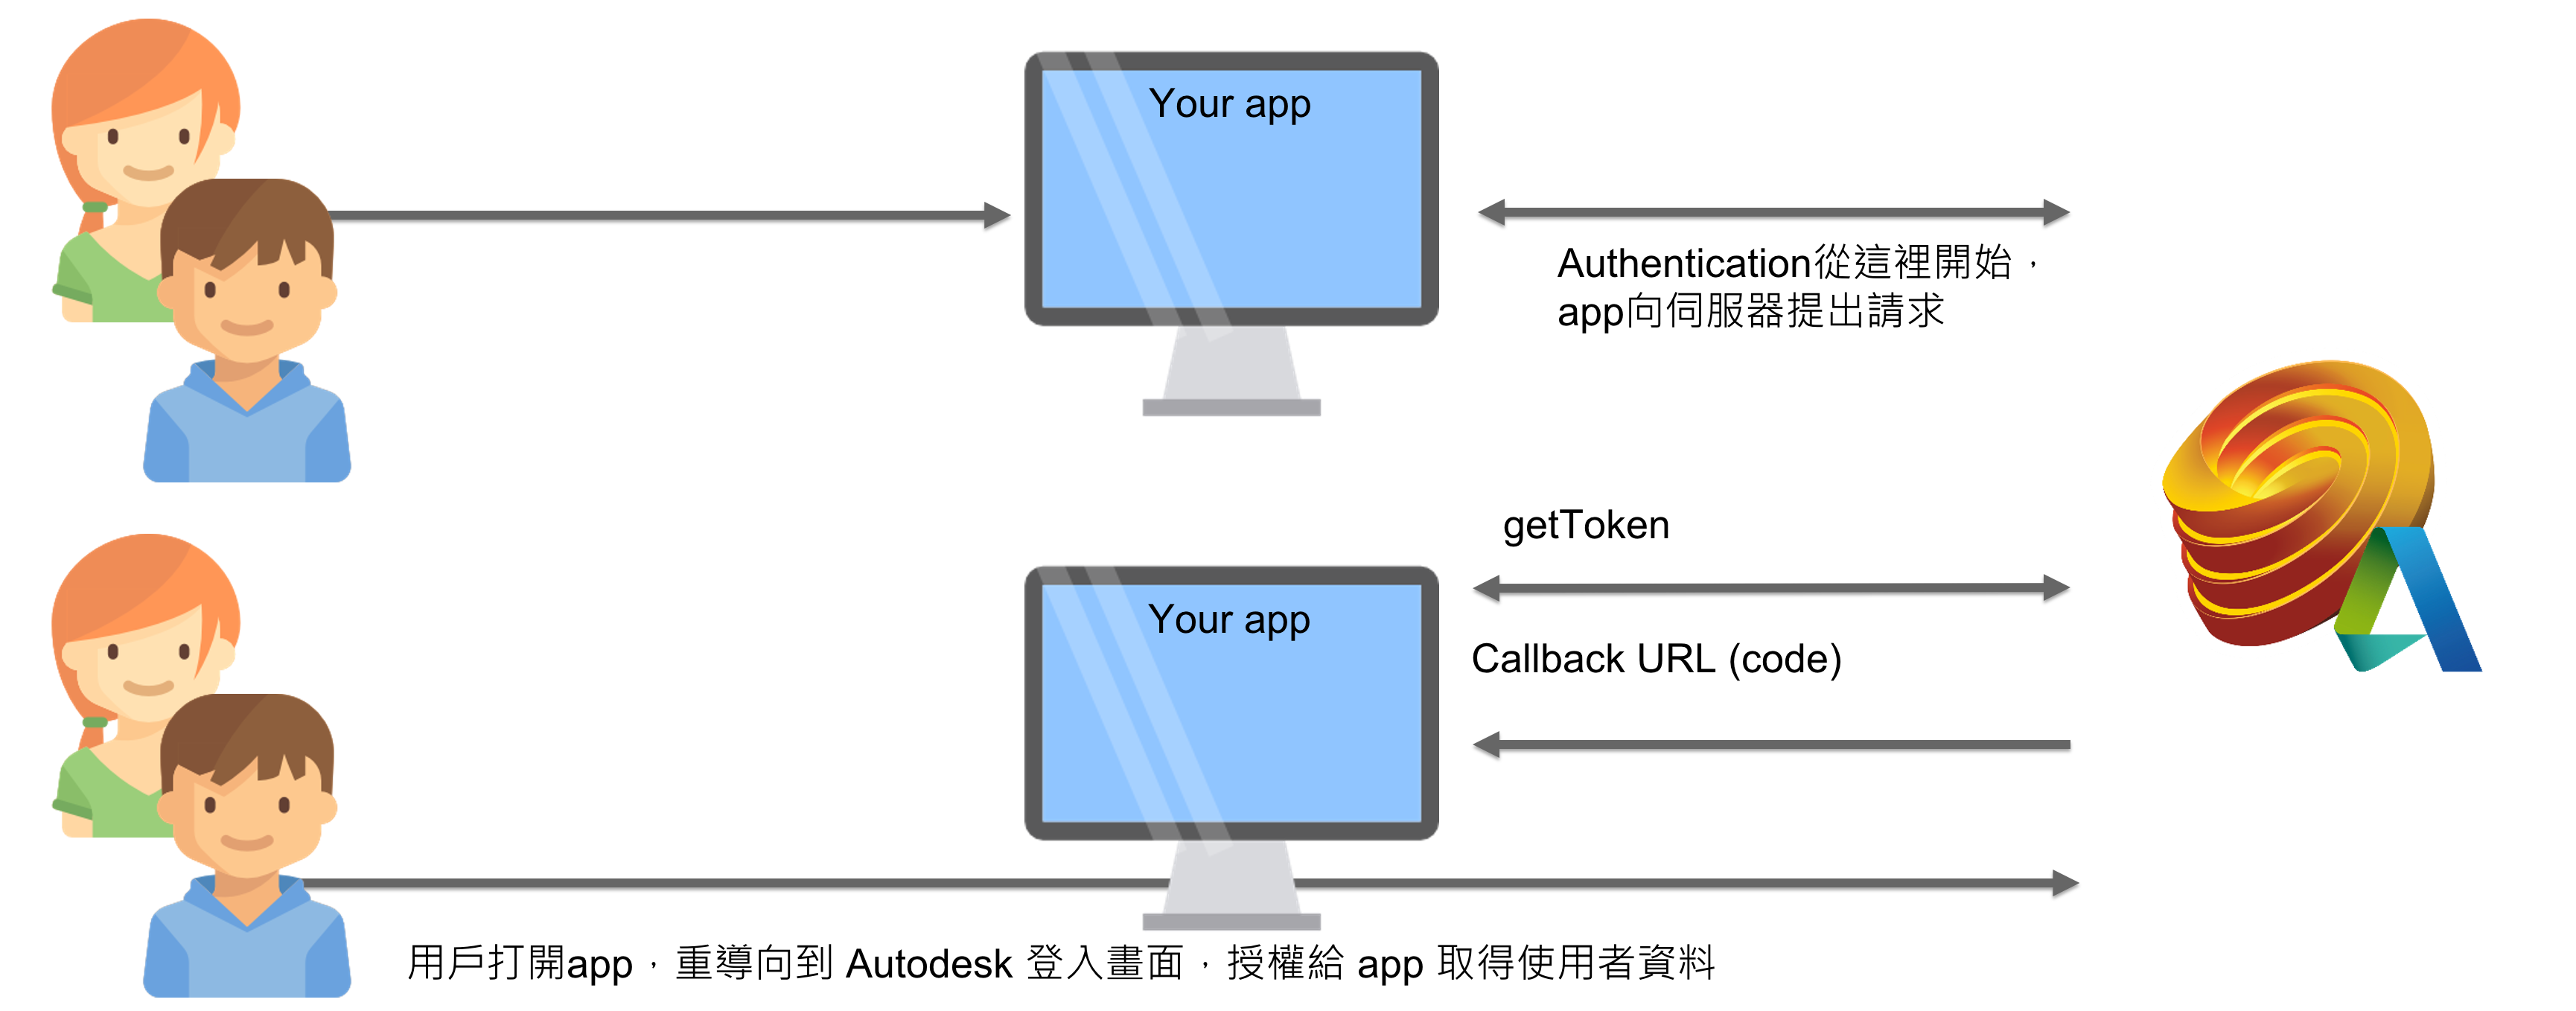 Your app
Authentication從這裡開始，
app向伺服器提出請求
getToken
Your app
Callback URL (code)
用戶打開app，重導向到 Autodesk 登入畫面，授權給 app 取得使用者資料